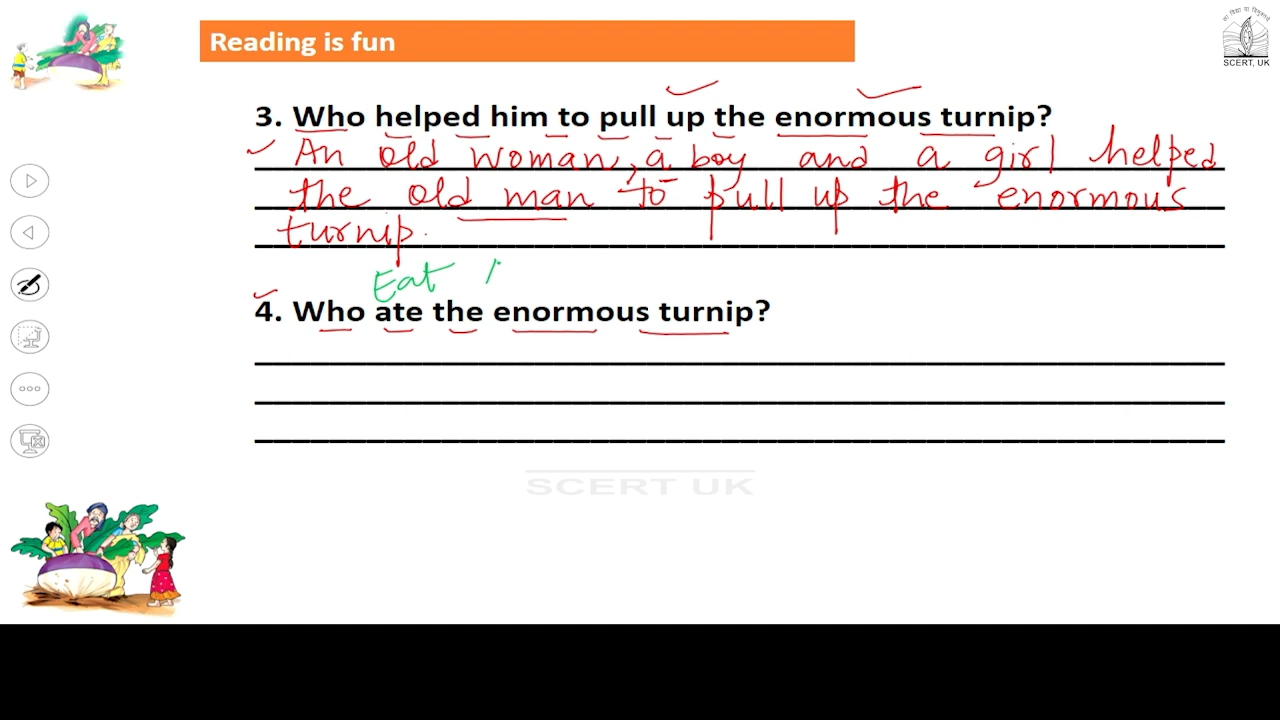 Reading is fun
SCERT, UK
3. Who helped him to pull up the enormous turnip?
An old woman, a boy and a girl helped
the old man to pull up the enormous
turnip.
Eat
4. Who ate the enormous turnip?
SCERT UK